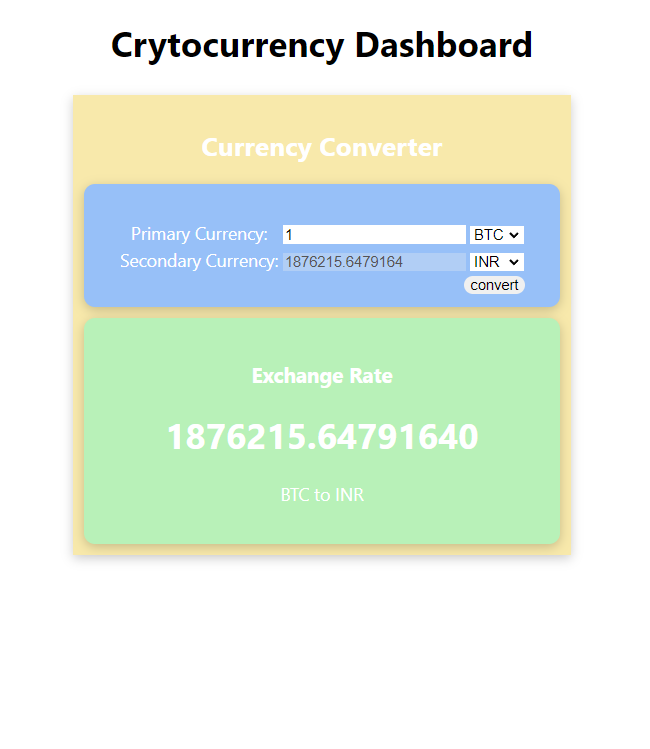 Crytocurrency Dashboard
Currency Converter
Primary Currency: 1 BTC
Secondary Currency: 1876215.6479164 INR
convert
Exchange Rate
1876215.64791640
BTC to INR